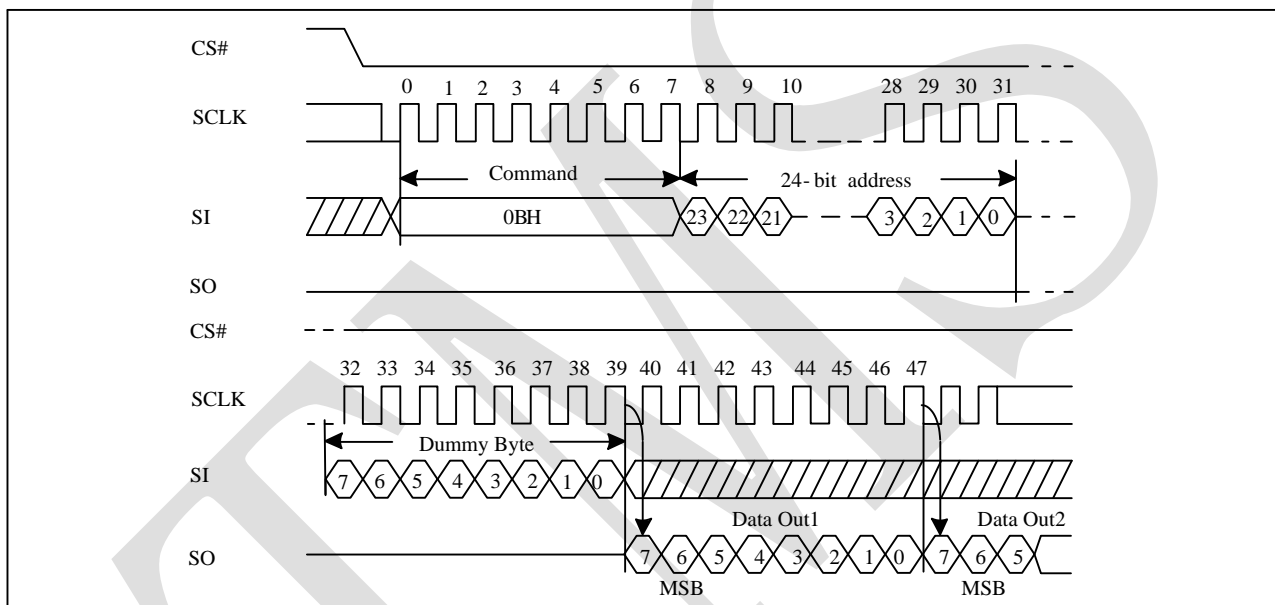 CS#
0 1 2 3 4 5 6 7 8 9 10 28 29 30 31
SCLK
Command 24-bit address
SI 0BH 23 22 21 3 2 1 0
SO
CS#
32 33 34 35 36 37 38 39 40 41 42 43 44 45 46 47
SCLK
Dummy Byte
SI 7 6 5 4 3 2 1 0
Data Out1 Data Out2
SO 7 6 5 4 3 2 1 0 7 6 5
MSB MSB